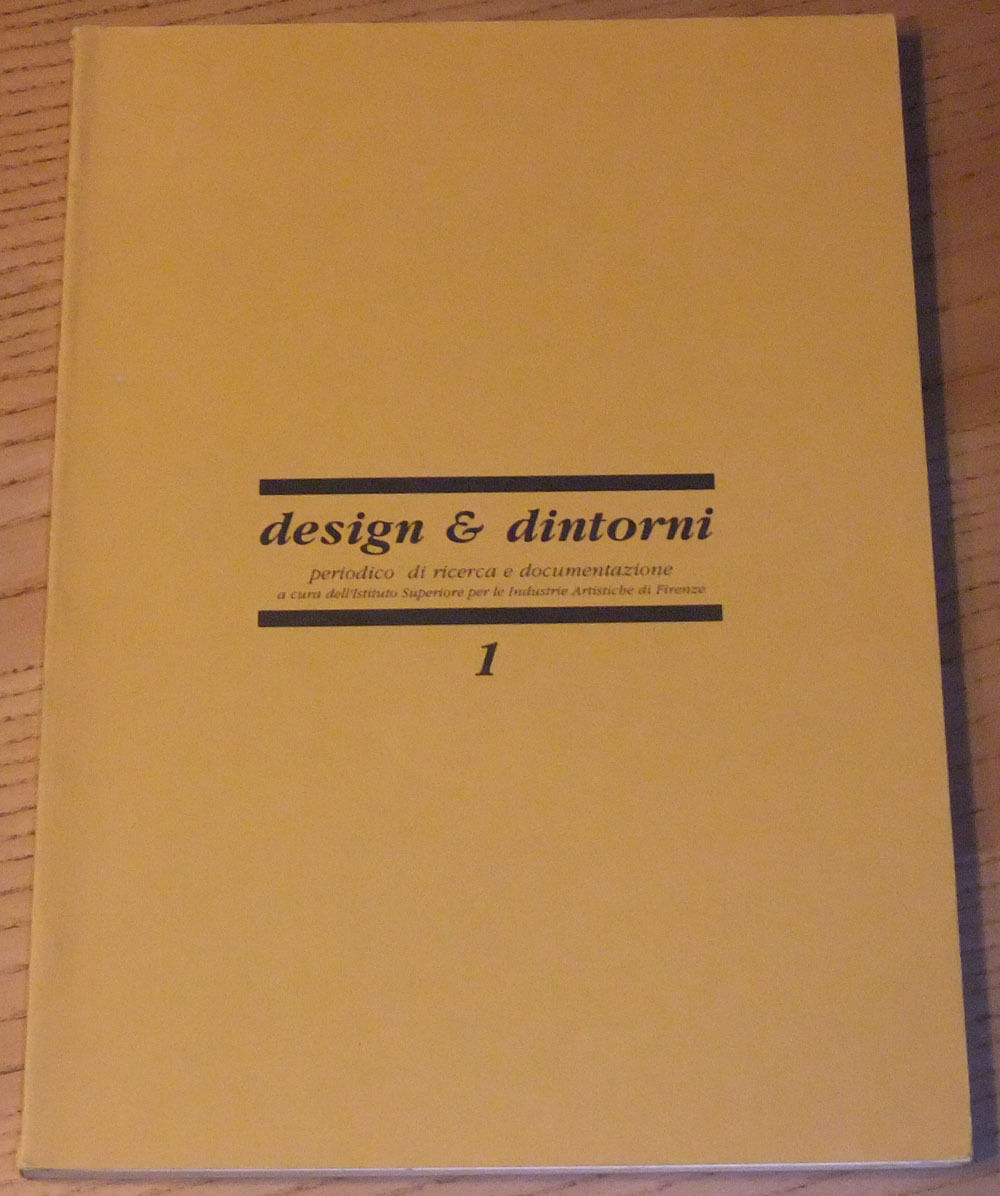 design & dintorni
periodico di ricerca e documentazione
a cura dell'Istituto Superiore per le Industrie Artistiche di Firenze
1